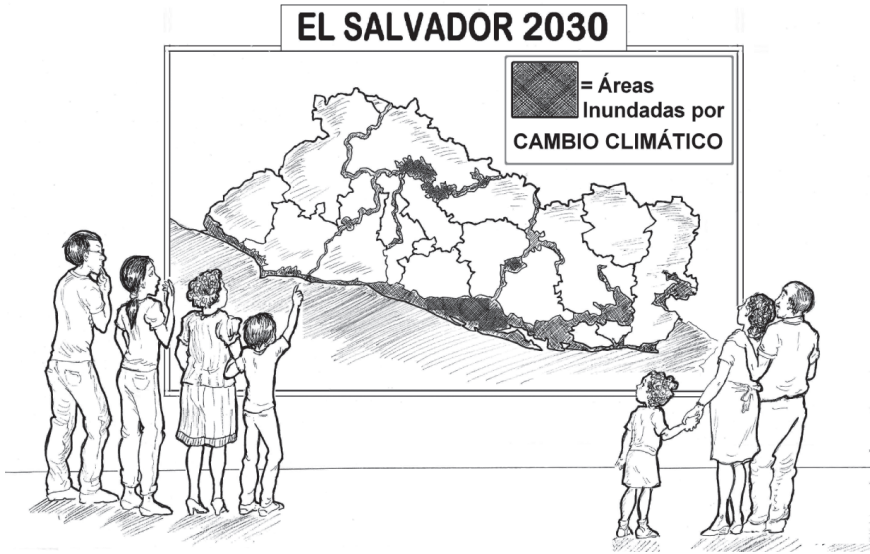 EL SALVADOR 2030
= Áreas
Inundadas por
CAMBIO CLIMÁTICO